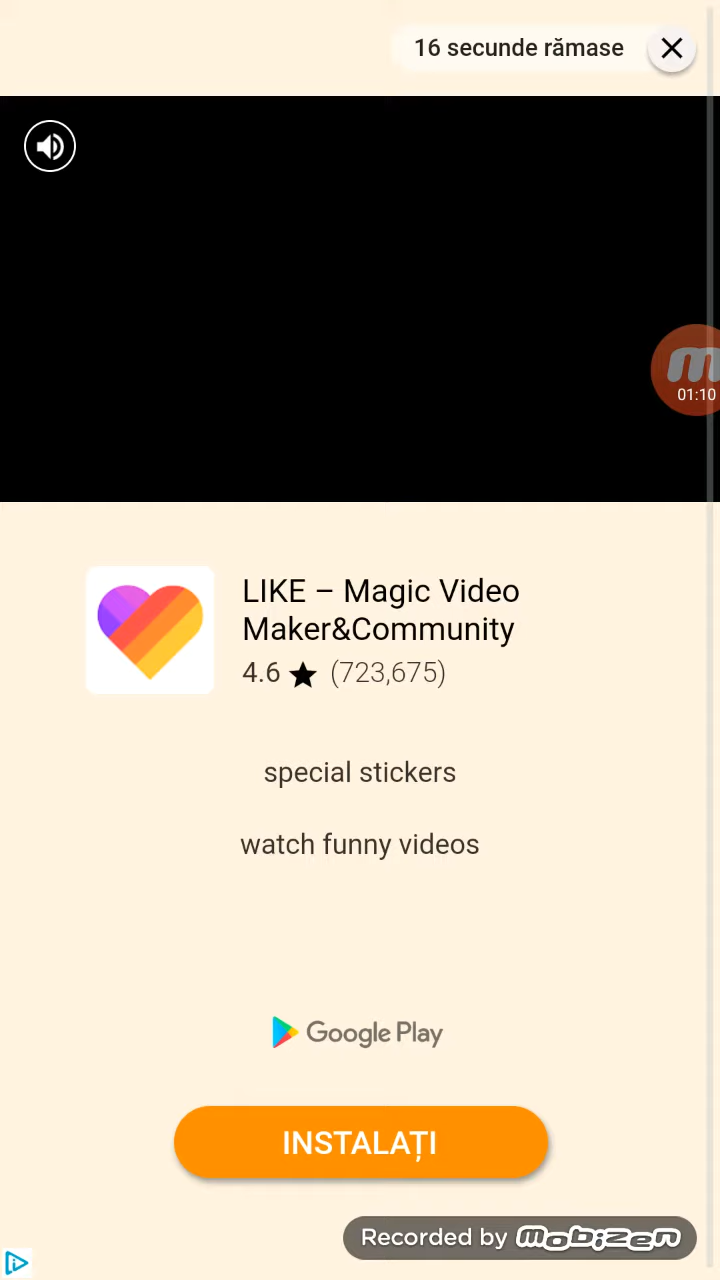 16 secunde rămase
01:10
LIKE – Magic Video
Maker&Community
4.6 ★ (723,675)
special stickers
watch funny videos
Google Play
INSTALAȚI
Recorded by mobizen